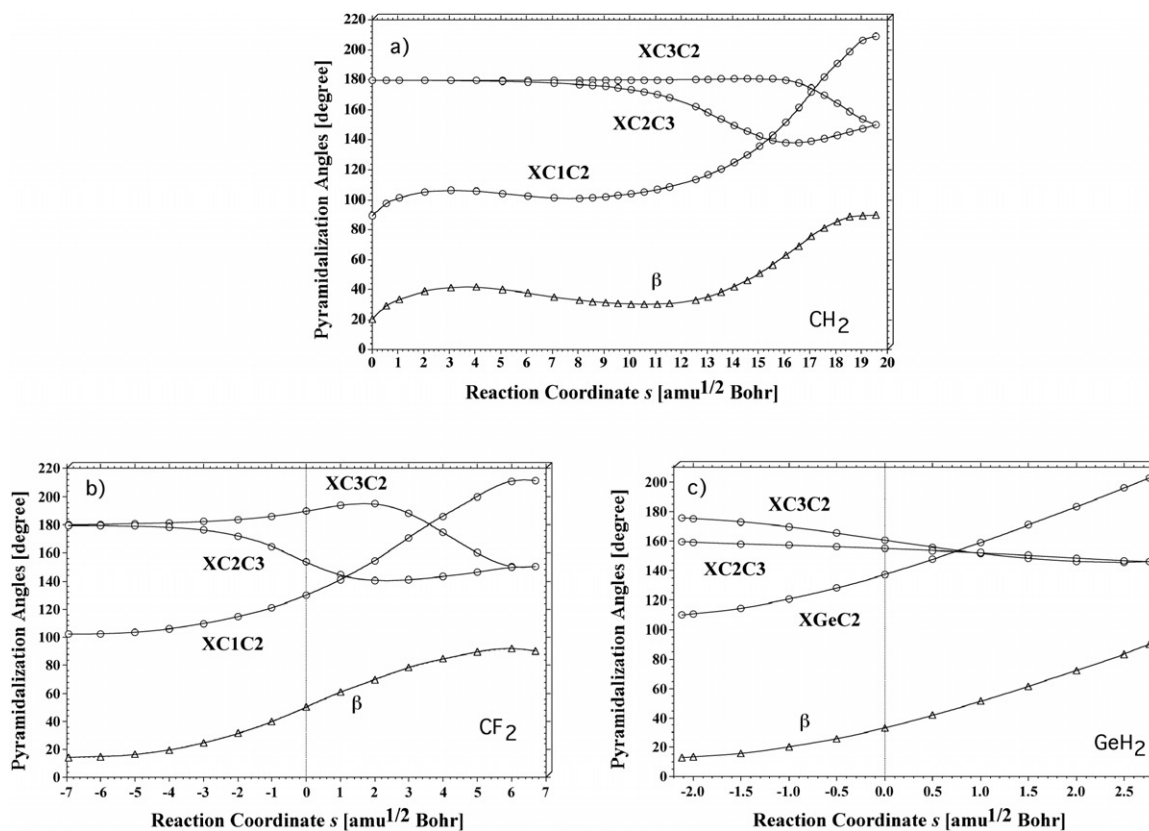 a)
Pyramidalization Angles [degree]
220
200
180
160
140
120
100
80
60
40
20
0
XC3C2
XC2C3
XC1C2
β
CH2
0 1 2 3 4 5 6 7 8 9 10 11 12 13 14 15 16 17 18 19 20
Reaction Coordinate s [amu1/2 Bohr]
b)
Pyramidalization Angles [degree]
220
200
180
160
140
120
100
80
60
40
20
0
XC3C2
XC2C3
XC1C2
β
CF2
-7 -6 -5 -4 -3 -2 -1 0 1 2 3 4 5 6 7
Reaction Coordinate s [amu1/2 Bohr]
c)
Pyramidalization Angles [degree]
200
180
160
140
120
100
80
60
40
20
0
XC3C2
XC2C3
XGeC2
β
GeH2
-2.0 -1.5 -1.0 -0.5 0.0 0.5 1.0 1.5 2.0 2.5
Reaction Coordinate s [amu1/2 Bohr]